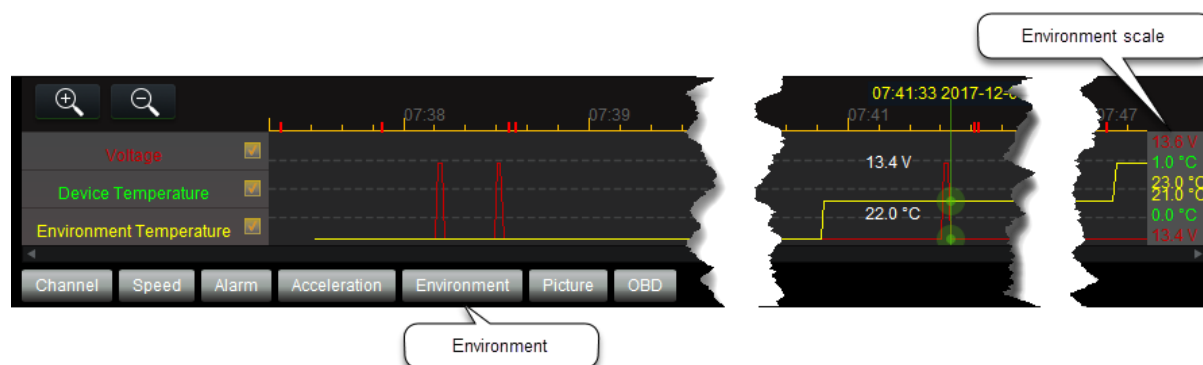 Environment scale
07:38
07:39
07:41:33 2017-12-0
07:41
07:47
Voltage
Device Temperature
Environment Temperature
13.4 V
22.0 °C
13.6 V
1.0 °C
23.0 °C
21.0 °C
0.0 °C
13.4 V
Channel
Speed
Alarm
Acceleration
Environment
Picture
OBD
Environment